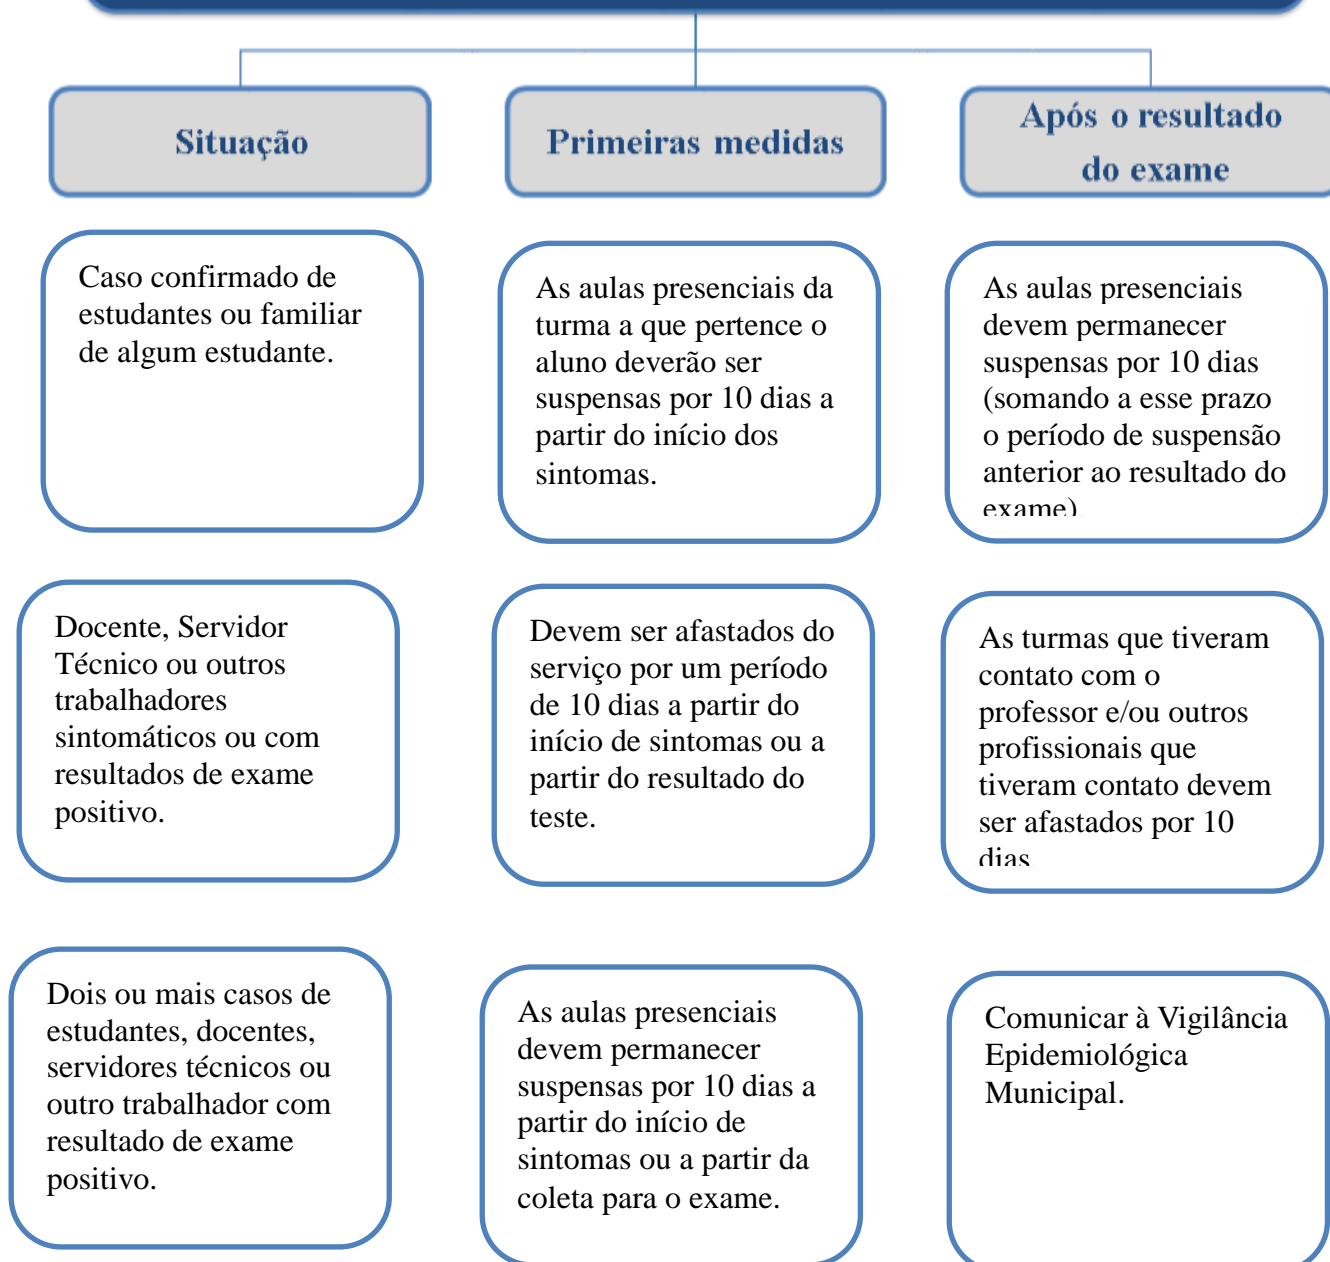 Situação
Primeiras medidas
Após o resultado
do exame
Caso confirmado de
estudantes ou familiar
de algum estudante.
As aulas presenciais da
turma a que pertence o
aluno deverão ser
suspensas por 10 dias a
partir do início dos
sintomas.
As aulas presenciais
devem permanecer
suspensas por 10 dias
(somando a esse prazo
o período de suspensão
anterior ao resultado do
exame).
Docente, Servidor
Técnico ou outros
trabalhadores
sintomáticos ou com
resultados de exame
positivo.
Devem ser afastados do
serviço por um período
de 10 dias a partir do
início de sintomas ou a
partir do resultado do
teste.
As turmas que tiveram
contato com o
professor e/ou outros
profissionais que
tiveram contato devem
ser afastados por 10
dias
Dois ou mais casos de
estudantes, docentes,
servidores técnicos ou
outro trabalhador com
resultado de exame
positivo.
As aulas presenciais
devem permanecer
suspensas por 10 dias a
partir do início de
sintomas ou a partir da
coleta para o exame.
Comunicar à Vigilância
Epidemiológica
Municipal.